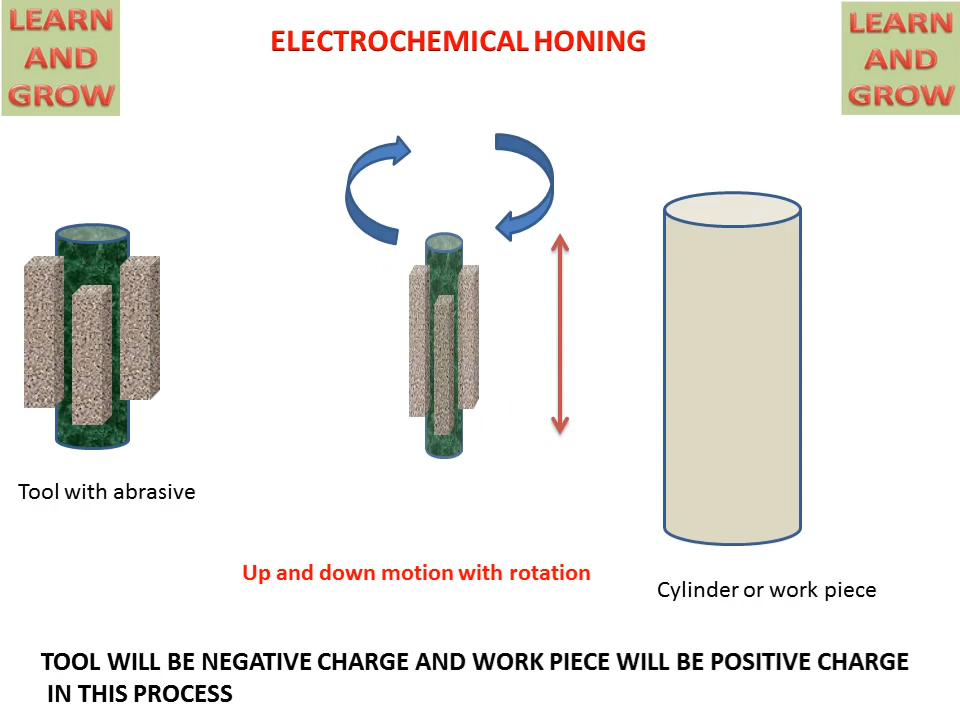 LEARN
AND
GROW
ELECTROCHEMICAL HONING
LEARN
AND
GROW
Tool with abrasive
Up and down motion with rotation
Cylinder or work piece
TOOL WILL BE NEGATIVE CHARGE AND WORK PIECE WILL BE POSITIVE CHARGE
IN THIS PROCESS